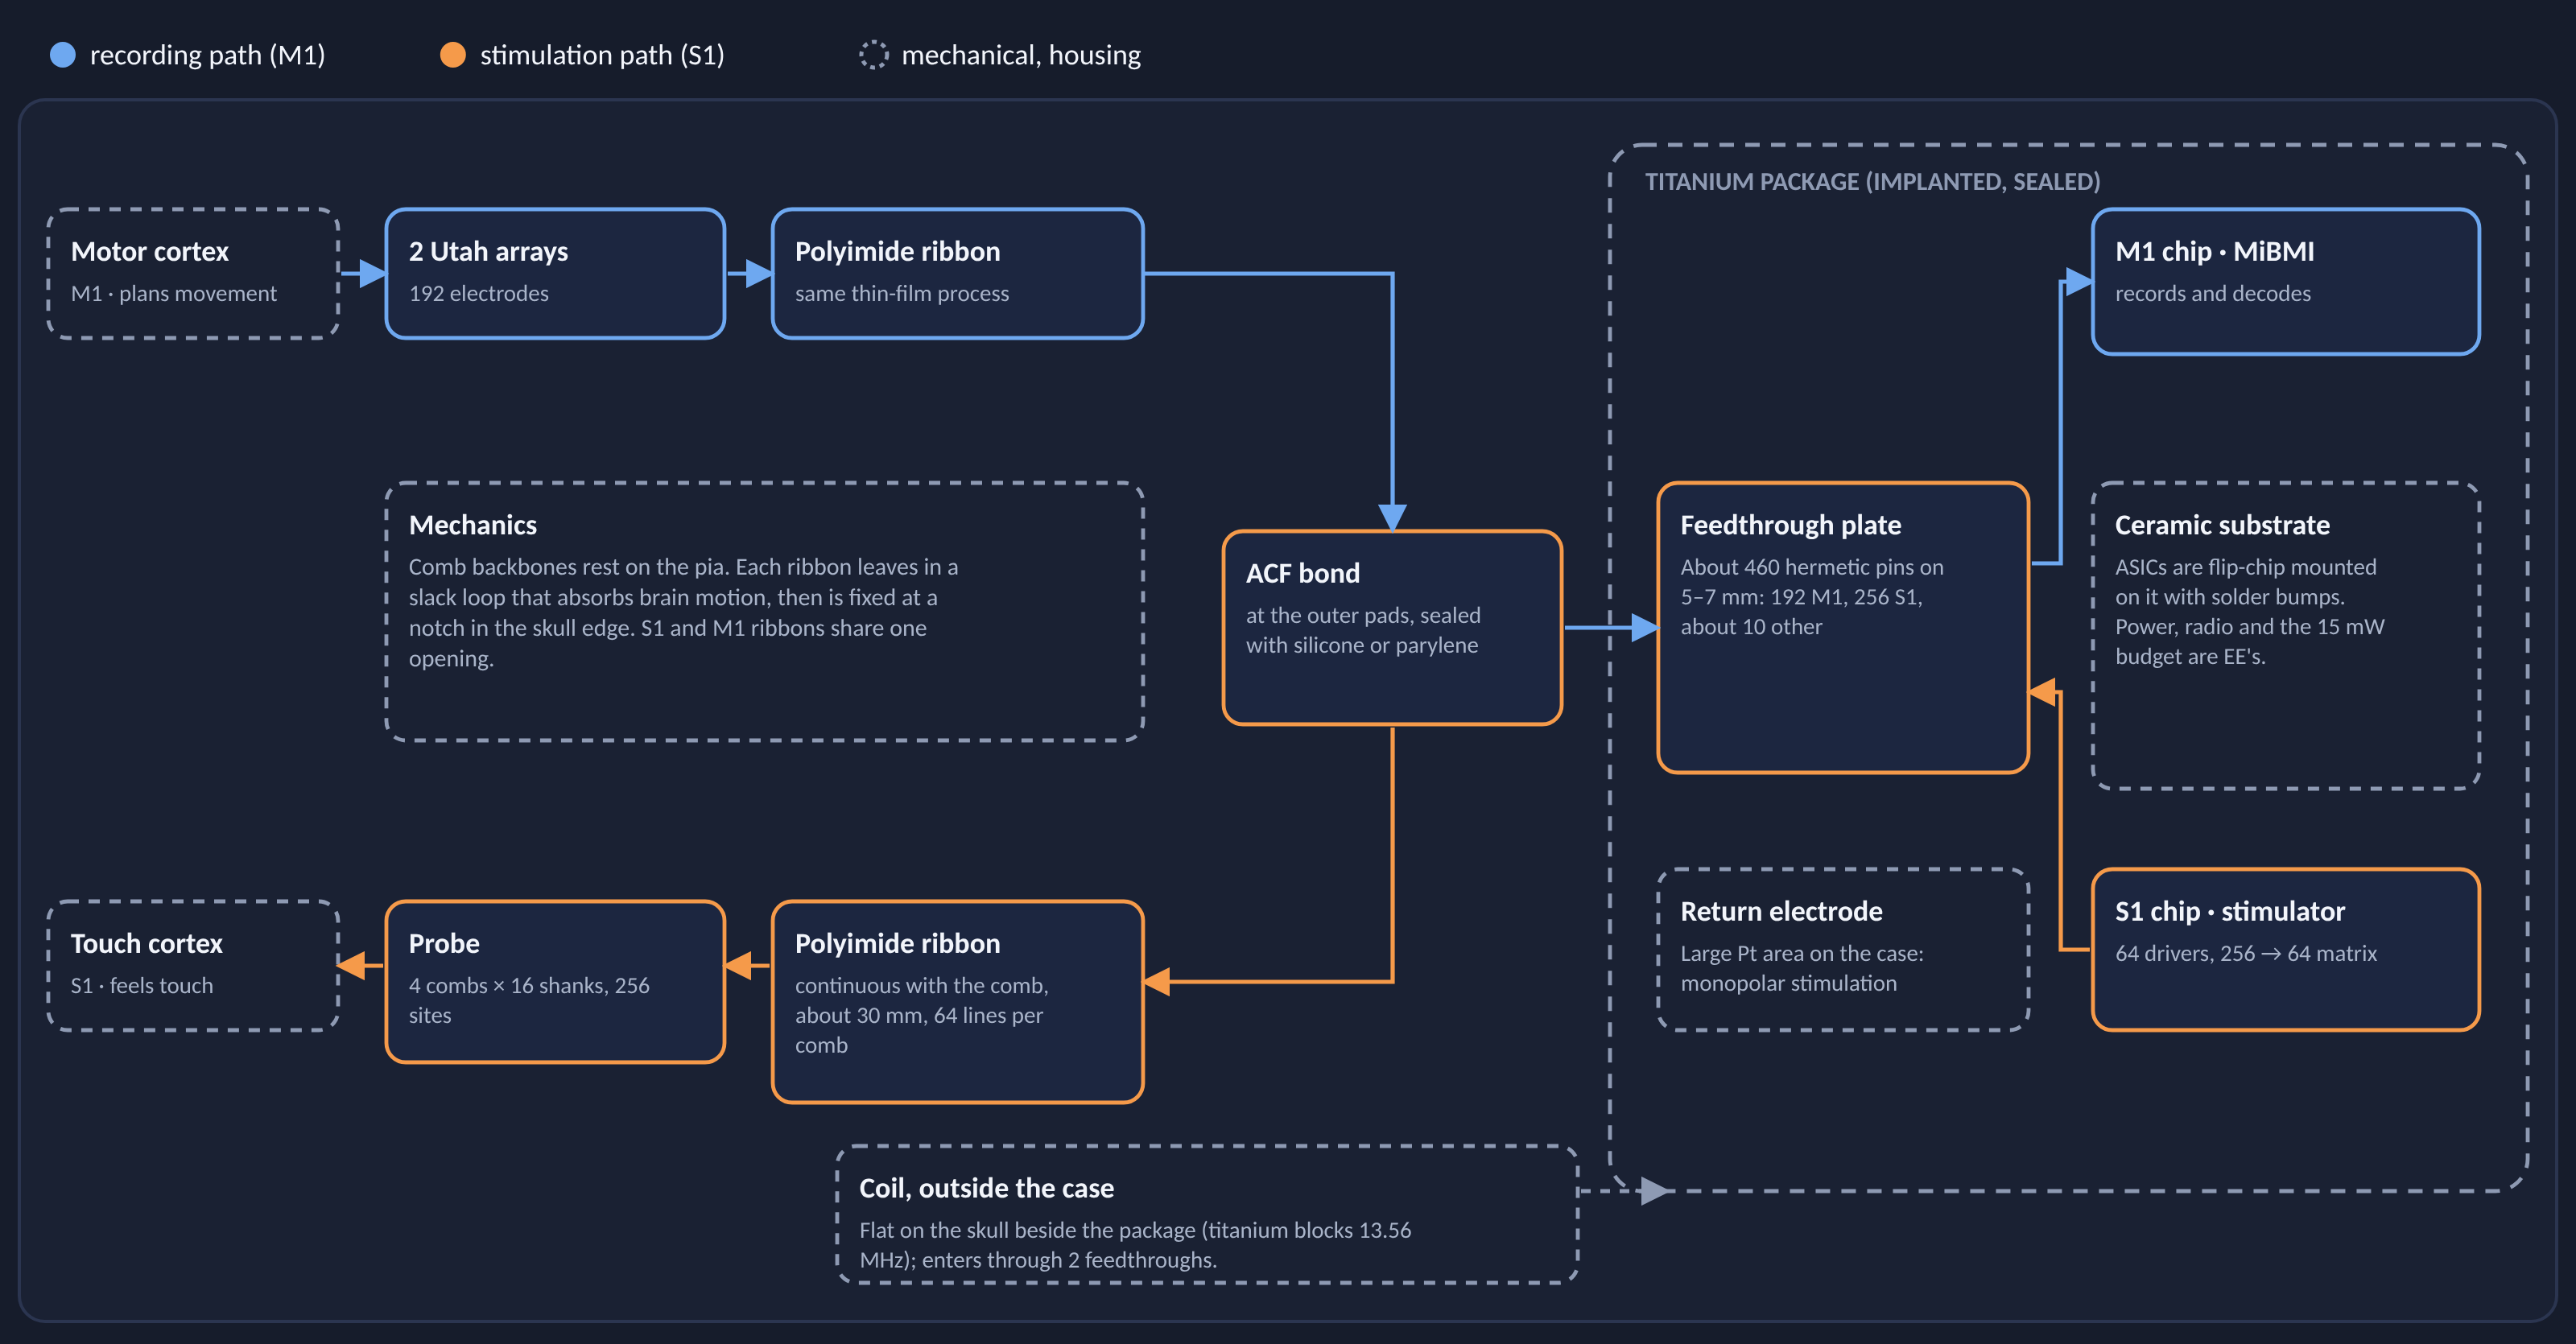 recording path (M1)
stimulation path (S1)
mechanical, housing
TITANIUM PACKAGE (IMPLANTED, SEALED)
Motor cortex
M1 · plans movement
2 Utah arrays
192 electrodes
Polyimide ribbon
same thin-film process
M1 chip · MiBMI
records and decodes
Mechanics
Comb backbones rest on the pia. Each ribbon leaves in a
slack loop that absorbs brain motion, then is fixed at a
notch in the skull edge. S1 and M1 ribbons share one
opening.
ACF bond
at the outer pads, sealed
with silicone or parylene
Feedthrough plate
About 460 hermetic pins on
5–7 mm: 192 M1, 256 S1,
about 10 other
Ceramic substrate
ASICs are flip-chip mounted
on it with solder bumps.
Power, radio and the 15 mW
budget are EE's.
Touch cortex
S1 · feels touch
Probe
4 combs × 16 shanks, 256
sites
Polyimide ribbon
continuous with the comb,
about 30 mm, 64 lines per
comb
Return electrode
Large Pt area on the case:
monopolar stimulation
S1 chip · stimulator
64 drivers, 256 → 64 matrix
Coil, outside the case
Flat on the skull beside the package (titanium blocks 13.56
MHz); enters through 2 feedthroughs.